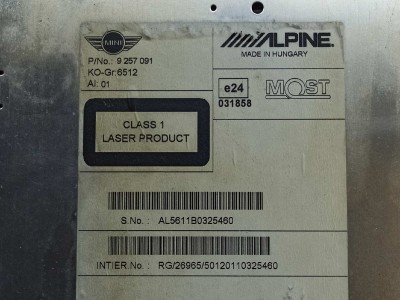 MINI
ALPINE
MADE IN HUNGARY
P/No.: 9 257 091
KO-Gr:6512
AI: 01
e24
031858
MOST
CLASS 1
LASER PRODUCT
S.No.: AL5611B0325460
INTIER.No.: RG/26965/50120110325460